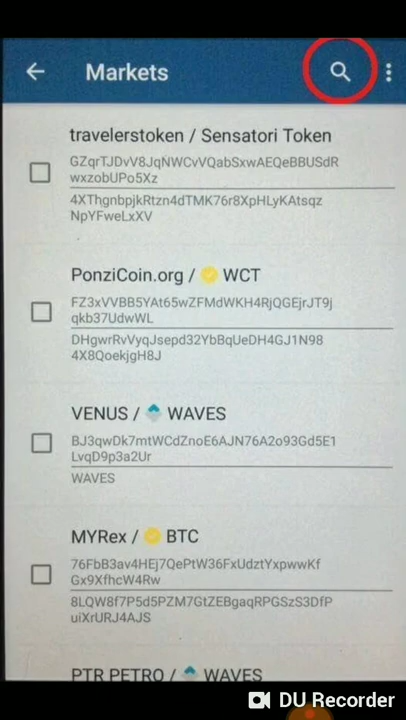 Markets
travelerstoken / Sensatori Token
GZqrTJDvV8JqNWCvVQabSxwAEQeBBUSdR
wxzobUPo5Xz
4XThgnbpjkRtzn4dTMK76r8XpHLyKAtsqz
NpYFweLxXV
PonziCoin.org / WCT
FZ3xVVBB5YAt65wZFMdWKH4RjQGEjrJT9j
qkb37UdwWL
DHgwrRvVyqJsepd32YbBqUeDH4GJ1N98
4X8QoekjgH8J
VENUS / WAVES
BJ3qwDk7mtWCdZnoE6AJN76A2o93Gd5E1
LvqD9p3a2Ur
WAVES
MYRex / BTC
76FbB3av4HEj7QePtW36FxUdztYxpwwKf
Gx9XfhcW4Rw
8LQW8f7P5d5PZM7GtZEBgaqRPGSzS3DfP
uiXrURJ4AJS
PTR PETRO / WAVES
DU Recorder